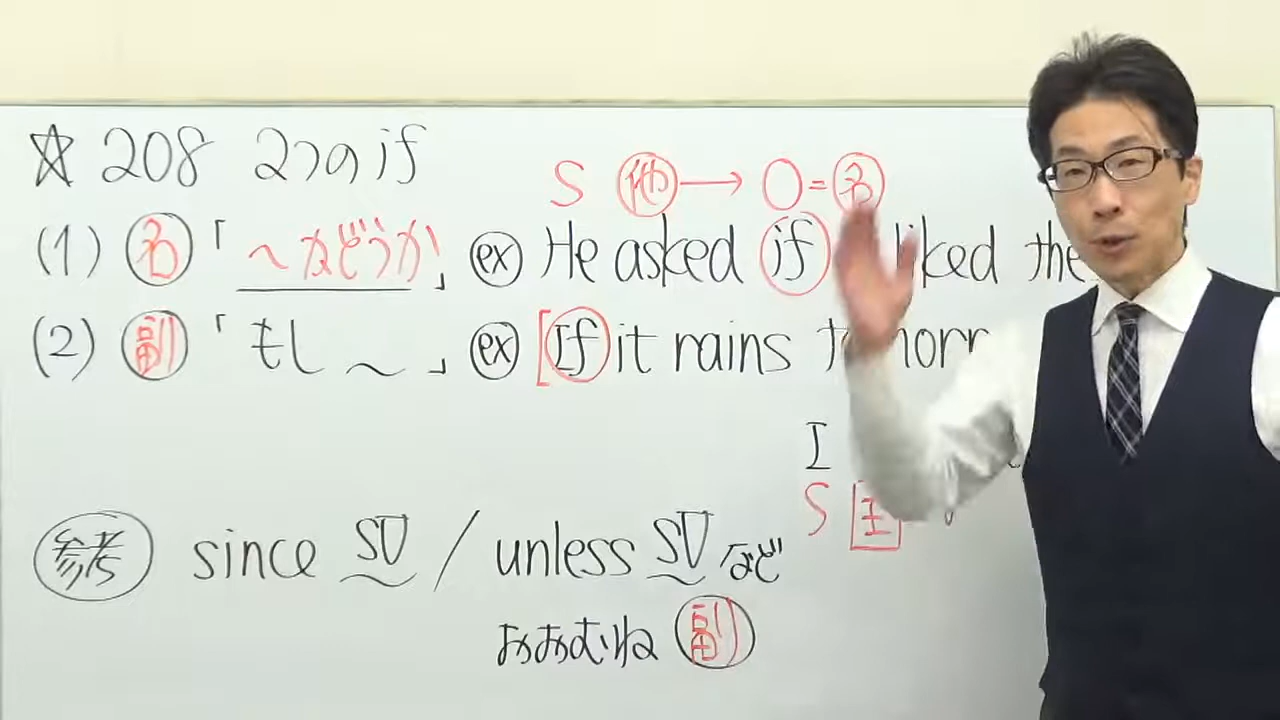 ☆ 208 2つのif
S 他 → O = 名
(1) 名 「~かどうか」 ex He asked if liked the
(2) 副 「もし ~」 ex [If it rains
I
S 主
参考 since SV / unless SV など
おおむね 副